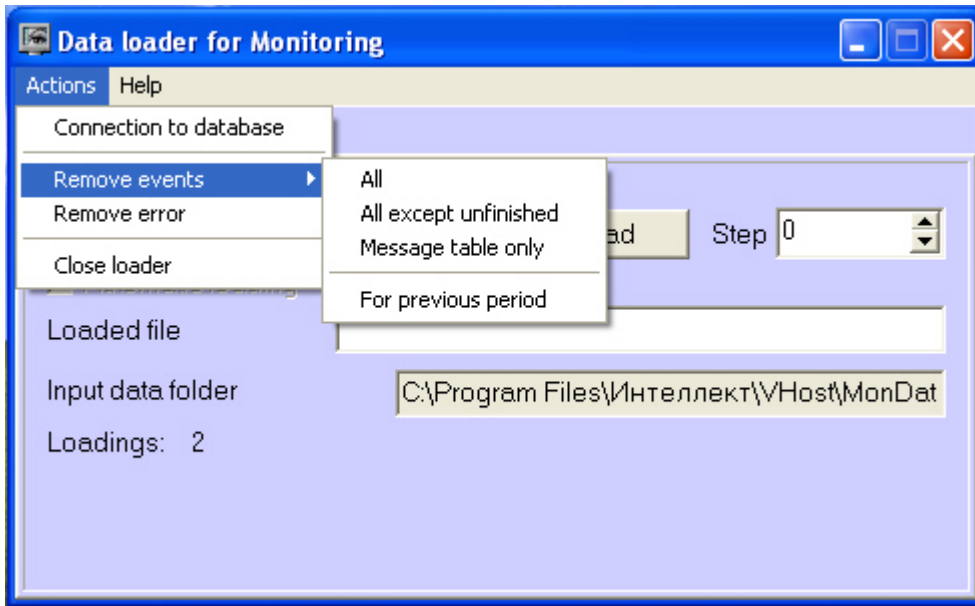 Data loader for Monitoring
Actions Help
Connection to database
Remove events
Remove error
Close loader
All
All except unfinished
Message table only
For previous period
Step 0
Loaded file
Input data folder C:\Program Files\Интеллект\VHost\MonDat
Loadings: 2